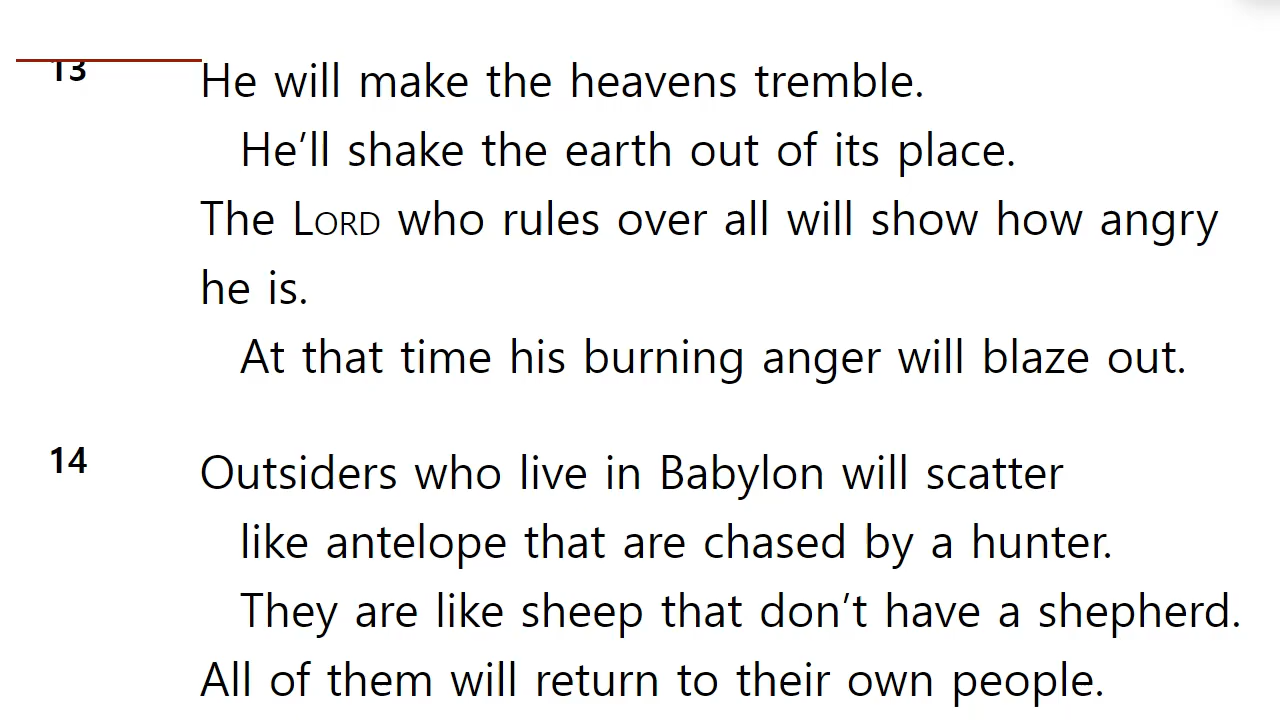 13 He will make the heavens tremble.
He’ll shake the earth out of its place.
The LORD who rules over all will show how angry
he is.
At that time his burning anger will blaze out.
14 Outsiders who live in Babylon will scatter
like antelope that are chased by a hunter.
They are like sheep that don’t have a shepherd.
All of them will return to their own people.